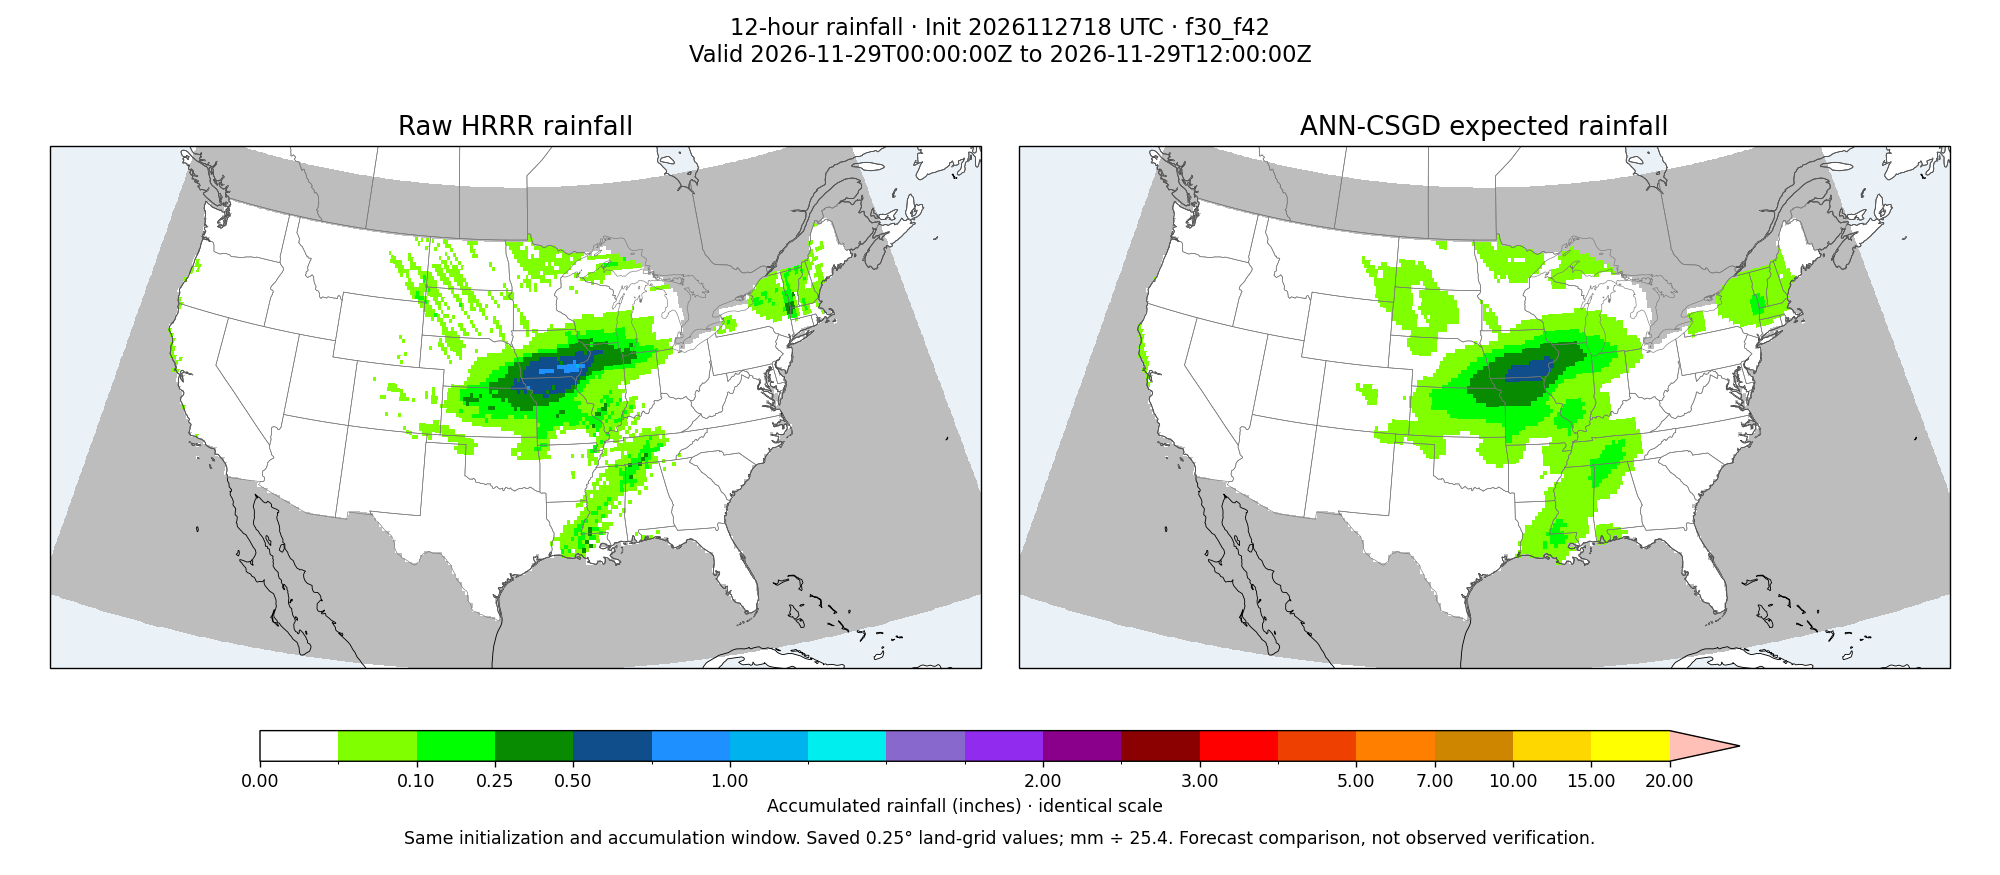 12-hour rainfall · Init 2026112718 UTC · f30_f42
Valid 2026-11-29T00:00:00Z to 2026-11-29T12:00:00Z
Raw HRRR rainfall
ANN-CSGD expected rainfall
0.00 0.10 0.25 0.50 1.00 2.00 3.00 5.00 7.00 10.00 15.00 20.00
Accumulated rainfall (inches) · identical scale
Same initialization and accumulation window. Saved 0.25° land-grid values; mm ÷ 25.4. Forecast comparison, not observed verification.